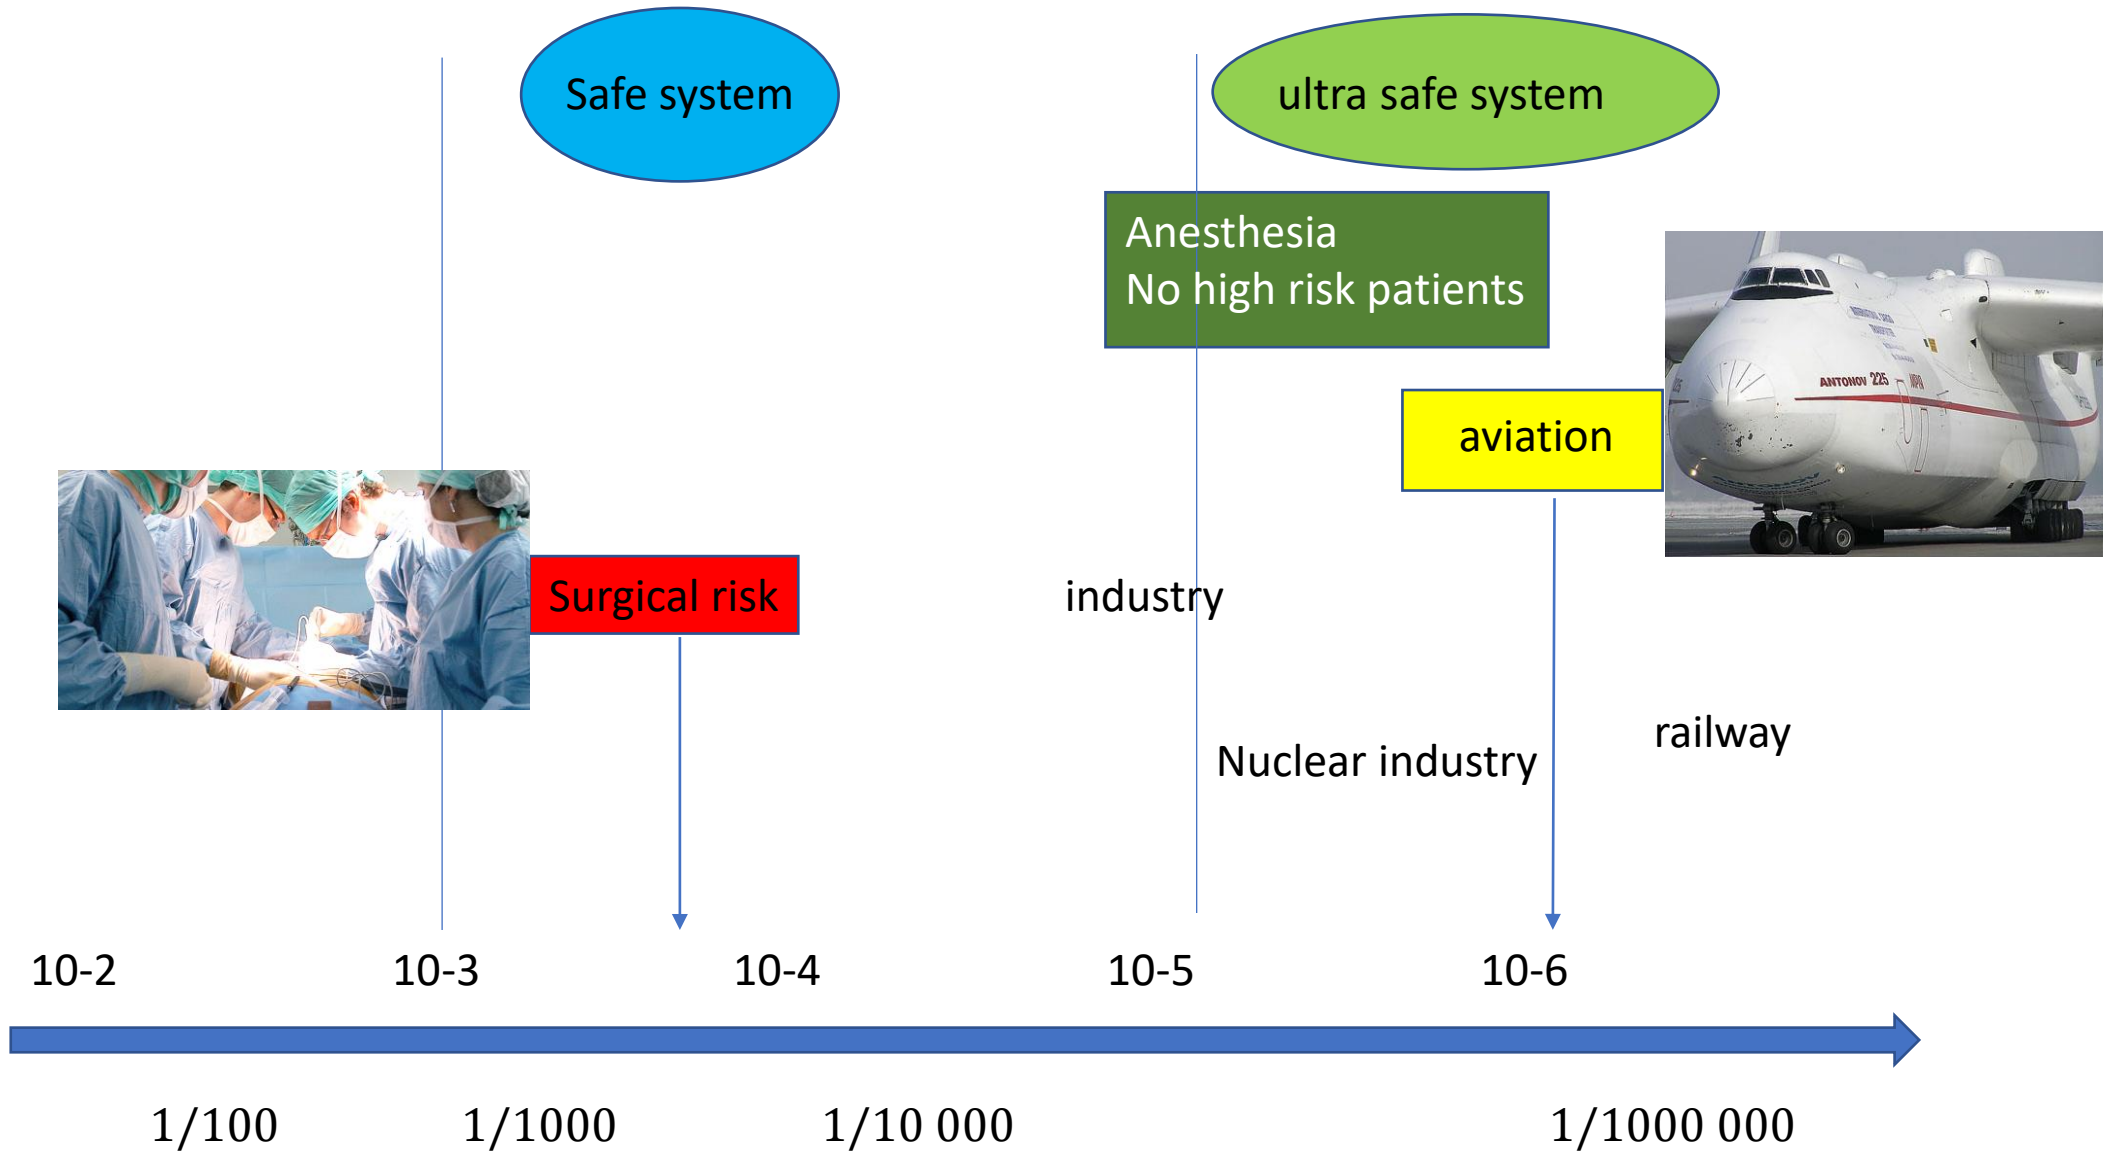 Safe system
ultra safe system
Anesthesia
No high risk patients
ANTONOV 225
aviation
Surgical risk
industry
railway
Nuclear industry
10-2
10-3
10-4
10-5
10-6
1/100
1/1000
1/10 000
1/1000 000